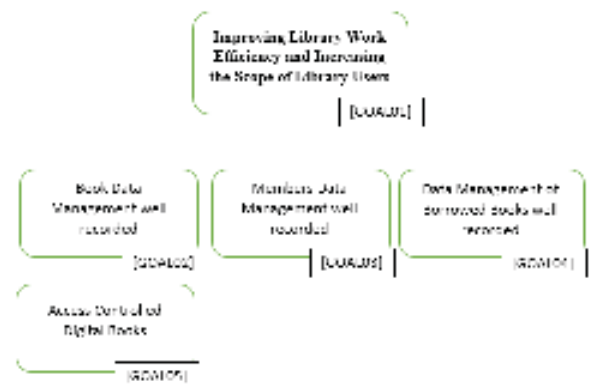 Improving Library Work
Efficiency and Increasing
the Scope of Library Users
[GOAL01]
Book Data
Management well
recorded
[GOAL02]
Members Data
Management well
recorded
[GOAL03]
Data Management of
Borrowed Books well
recorded
[GOAL04]
Access Controlled
Digital Books
[GOAL05]